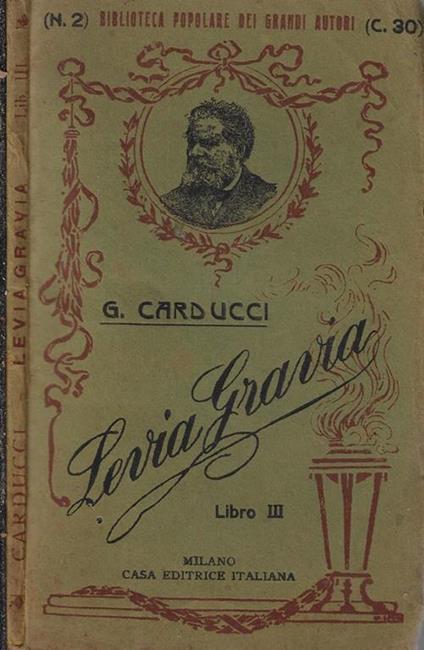 (N. 2) BIBLIOTECA POPOLARE DEI GRANDI AUTORI (C. 30)
G. CARDUCCI
Levia Gravia
Libro III
MILANO
CASA EDITRICE ITALIANA
CARDUCCI - LEVIA GRAVIA Lib. III